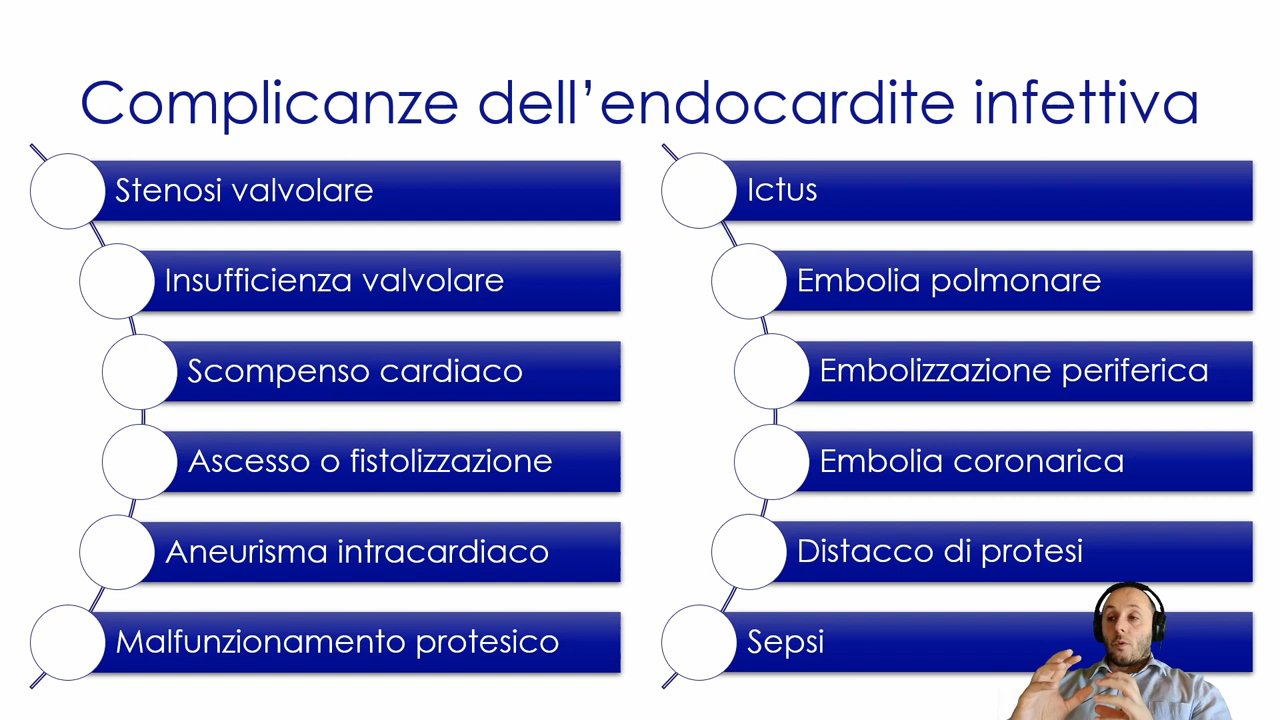 Complicanze dell’endocardite infettiva
Stenosi valvolare
Insufficienza valvolare
Scompenso cardiaco
Ascesso o fistolizzazione
Aneurisma intracardiaco
Malfunzionamento protesico
Ictus
Embolia polmonare
Embolizzazione periferica
Embolia coronarica
Distacco di protesi
Sepsi